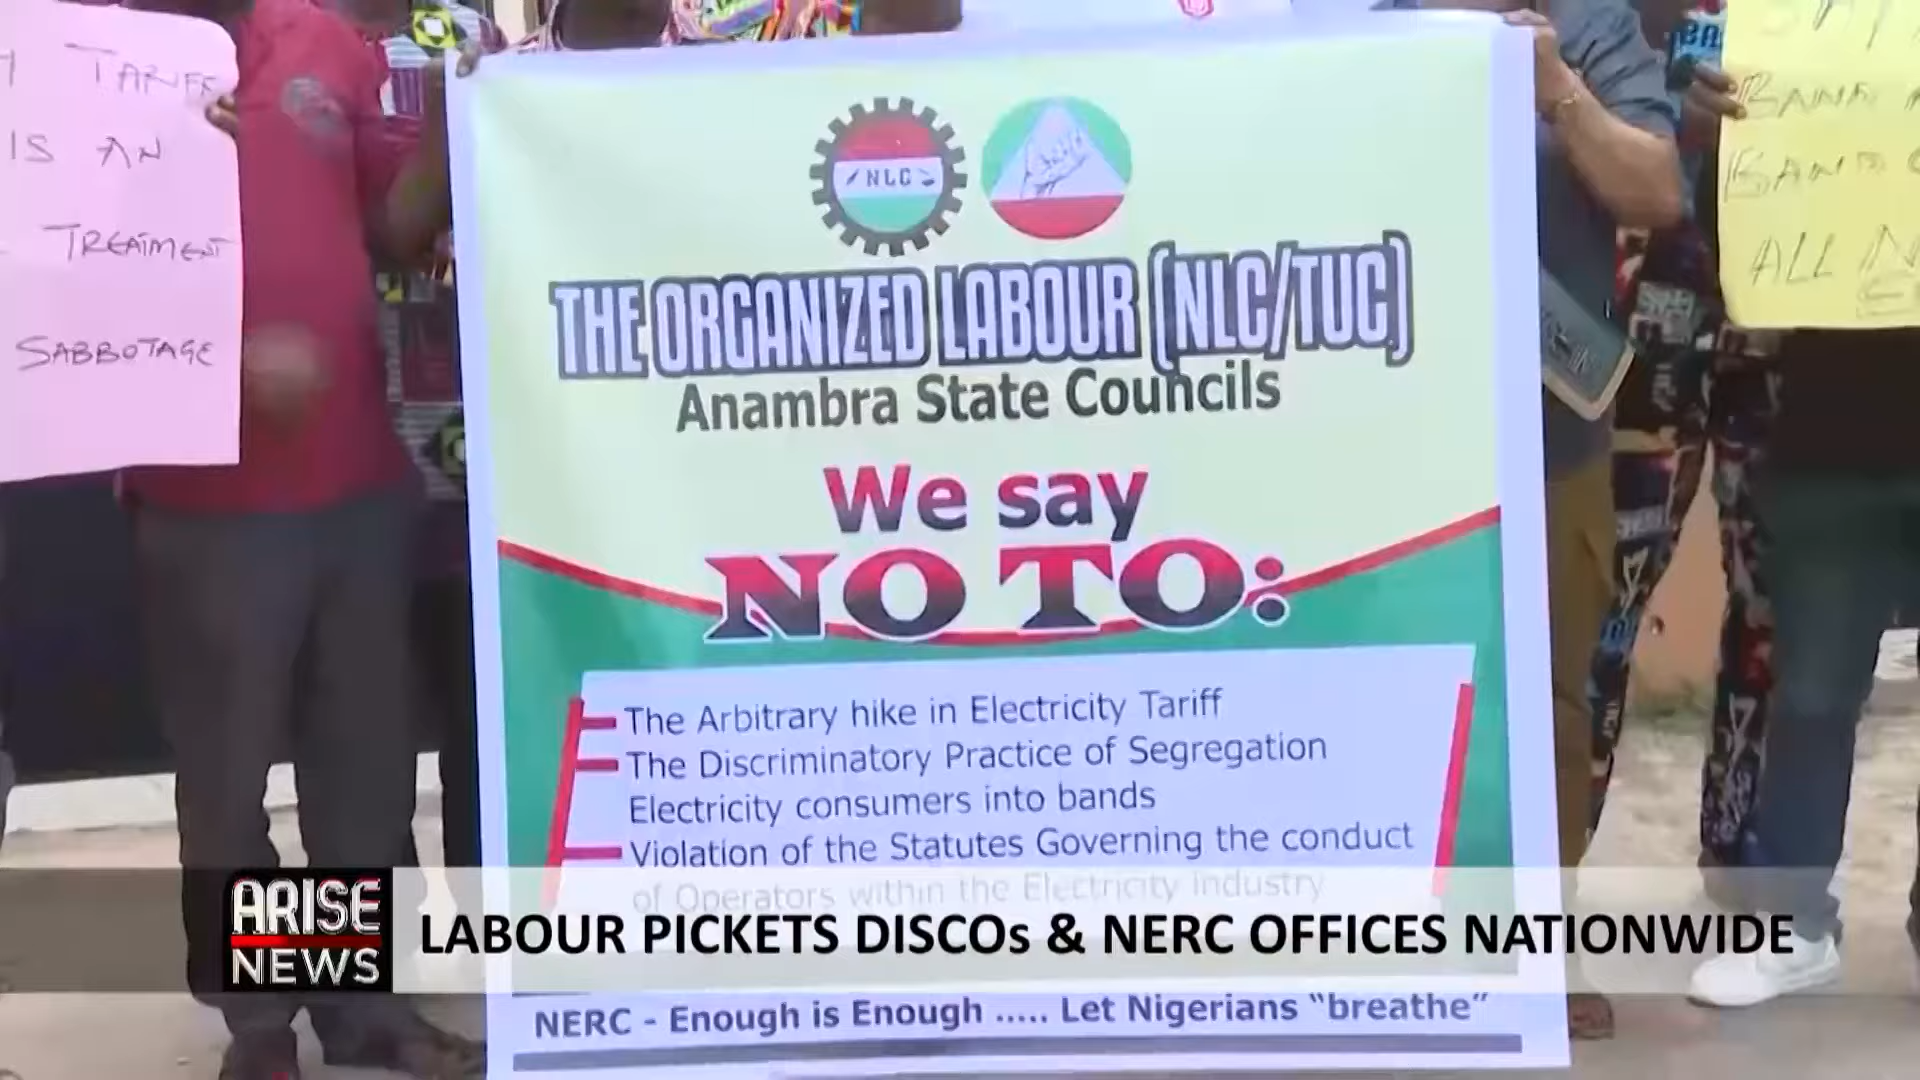 TARIFF
IS AN
TREATMENT
SABBOTAGE
NLC
THE ORGANIZED LABOUR (NLC/TUC)
Anambra State Councils
We say
NO TO:
The Arbitrary hike in Electricity Tariff
The Discriminatory Practice of Segregation
Electricity consumers into bands
Violation of the Statutes Governing the conduct
of Operators within the Electricity Industry
NERC - Enough is Enough ..... Let Nigerians "breathe"
ALL
ARISE
NEWS
LABOUR PICKETS DISCOs & NERC OFFICES NATIONWIDE